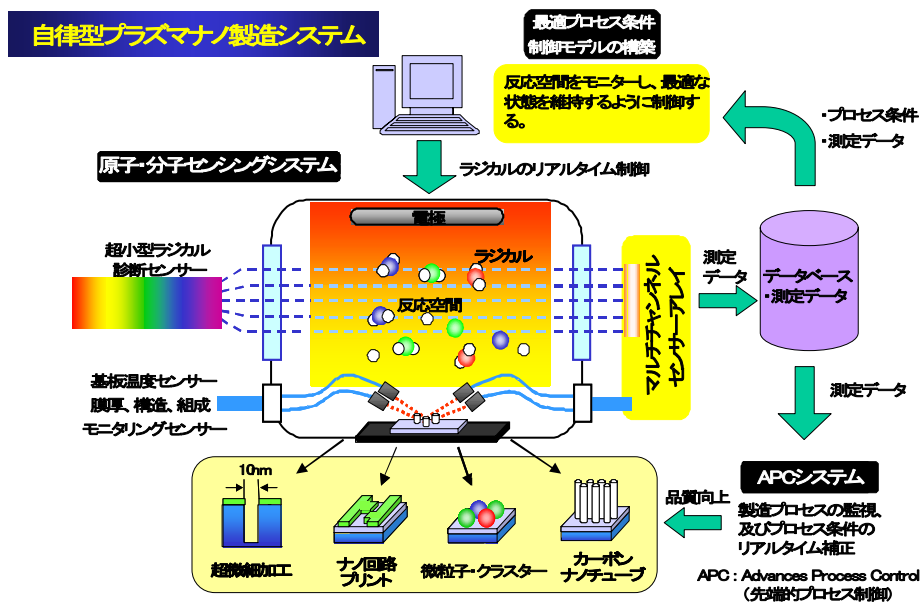 自律型プラズマナノ製造システム
最適プロセス条件
制御モデルの構築
反応空間をモニターし、最適な
状態を維持するように制御す
る。
・プロセス条件
・測定データ
原子・分子センシングシステム
ラジカルのリアルタイム制御
電極
超小型ラジカル
診断センサー
ラジカル
反応空間
マルチチャンネル
センサーアレイ
測定
データ
データベース
・測定データ
基板温度センサー
膜厚、構造、組成
モニタリングセンサー
測定データ
10nm
超微細加工
ナノ回路
プリント
微粒子・クラスター
カーボン
ナノチューブ
品質向上
APCシステム
製造プロセスの監視、
及びプロセス条件の
リアルタイム補正
APC : Advances Process Control
（先端的プロセス制御）